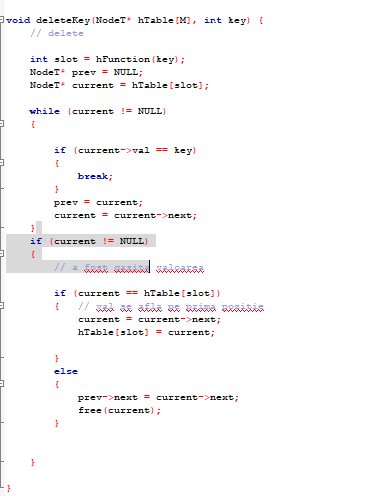 void deleteKey(NodeT* hTable[M], int key) {
// delete
int slot = hFunction(key);
NodeT* prev = NULL;
NodeT* current = hTable[slot];
while (current != NULL)
{
if (current->val == key)
{
break;
}
prev = current;
current = current->next;
}
if (current != NULL)
{
// a fost gasita valoarea
if (current == hTable[slot])
{ // val se afla pe prima pozitie
current = current->next;
hTable[slot] = current;
}
else
{
prev->next = current->next;
free(current);
}
}
}